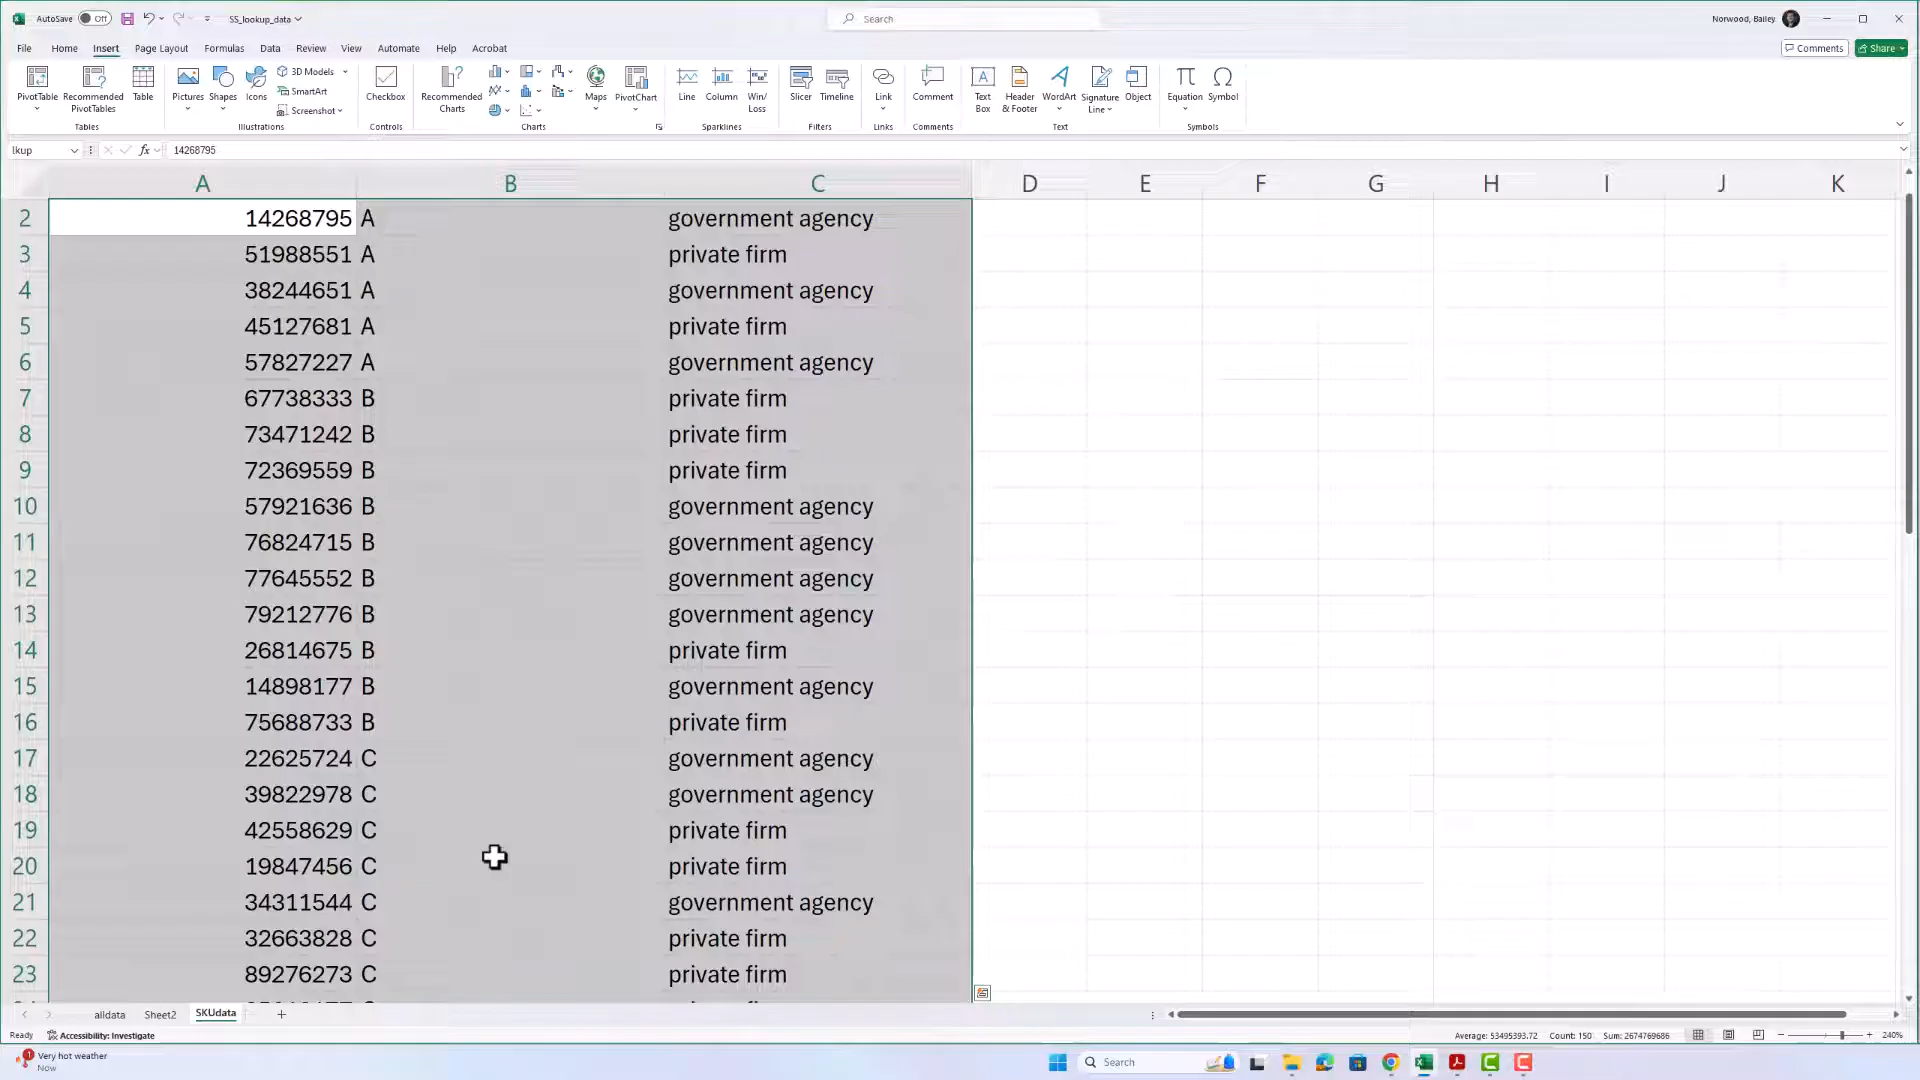 AutoSave Off SS_lookup_data Search Norwood, Bailey
File Home Insert Page Layout Formulas Data Review View Automate Help Acrobat Comments Share
PivotTable Recommended PivotTables Table Pictures Shapes Icons 3D Models SmartArt Screenshot Checkbox Recommended Charts Maps PivotChart Line Column Win/Loss Slicer Timeline Link Comment Text Box Header & Footer WordArt Signature Line Object Equation Symbol
Tables Illustrations Controls Charts Sparklines Filters Links Comments Text Symbols
lkup fx 14268795
A B C D E F G H I J K
2 14268795 A government agency
3 51988551 A private firm
4 38244651 A government agency
5 45127681 A private firm
6 57827227 A government agency
7 67738333 B private firm
8 73471242 B private firm
9 72369559 B private firm
10 57921636 B government agency
11 76824715 B government agency
12 77645552 B government agency
13 79212776 B government agency
14 26814675 B private firm
15 14898177 B government agency
16 75688733 B private firm
17 22625724 C government agency
18 39822978 C government agency
19 42558629 C private firm
20 19847456 C private firm
21 34311544 C government agency
22 32663828 C private firm
23 89276273 C private firm
alldata Sheet2 SKUdata
Ready Accessibility: Investigate Average: 53495393.72 Count: 150 Sum: 2674769686 240%
1 Very hot weather
Now
Search